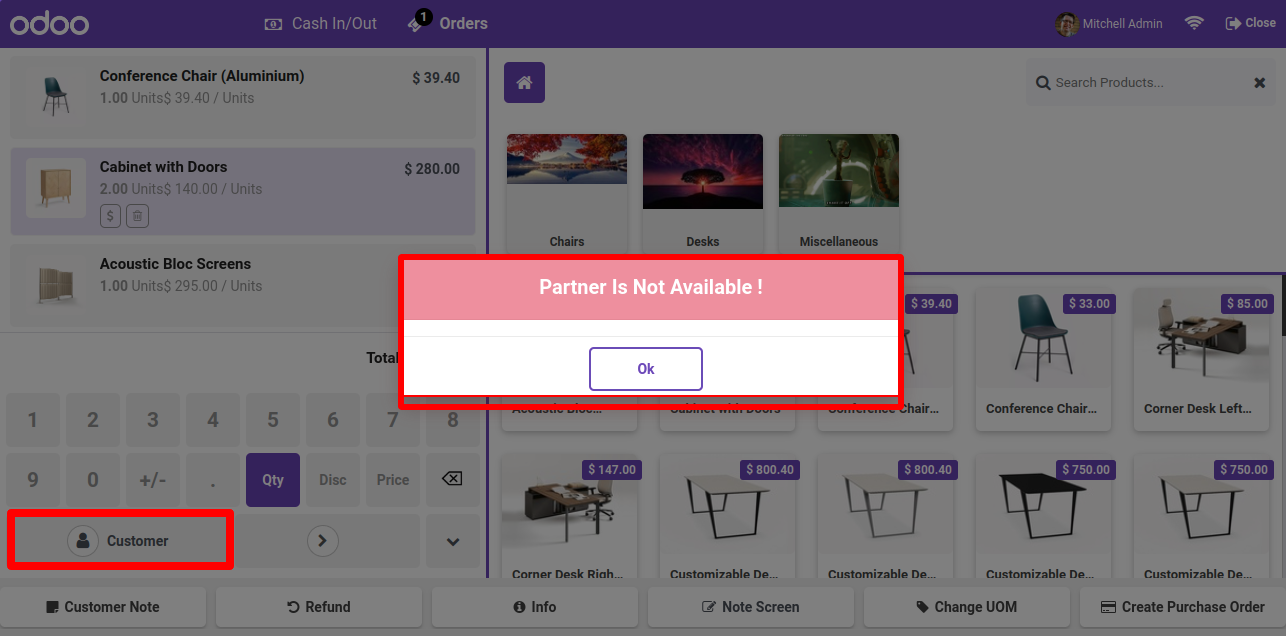 odoo
Cash In/Out
1
Orders
Mitchell Admin
Close
Conference Chair (Aluminium)
$ 39.40
1.00 Units$ 39.40 / Units
Cabinet with Doors
$ 280.00
2.00 Units$ 140.00 / Units
$
Acoustic Bloc Screens
1.00 Units$ 295.00 / Units
Total
1 2 3 4 5 6 7 8
9 0 +/- . Qty Disc Price
Customer
Search Products...
Chairs
Desks
Miscellaneous
Partner Is Not Available !
Ok
$ 39.40
$ 33.00
$ 85.00
Acoustic Bloc...
Cabinet with Doors
Conference Chair...
Conference Chair...
Corner Desk Left...
$ 147.00
$ 800.40
$ 800.40
$ 750.00
$ 750.00
Corner Desk Righ...
Customizable De...
Customizable De...
Customizable De...
Customizable De...
Customer Note
Refund
Info
Note Screen
Change UOM
Create Purchase Order